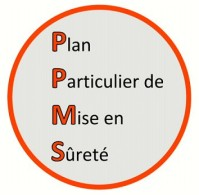 Plan
Particulier de
Mise en
Sûreté